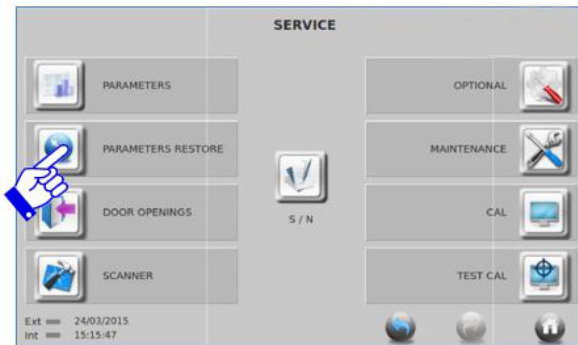 SERVICE
PARAMETERS
OPTIONAL
PARAMETERS RESTORE
MAINTENANCE
DOOR OPENINGS
S / N
CAL
SCANNER
TEST CAL
Ext 24/03/2015
Int 15:15:47